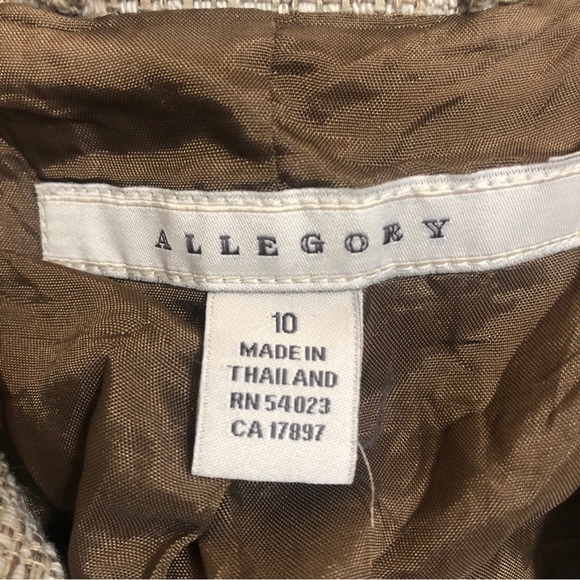 ALLEGORY
10
MADE IN
THAILAND
RN 54023
CA 17897